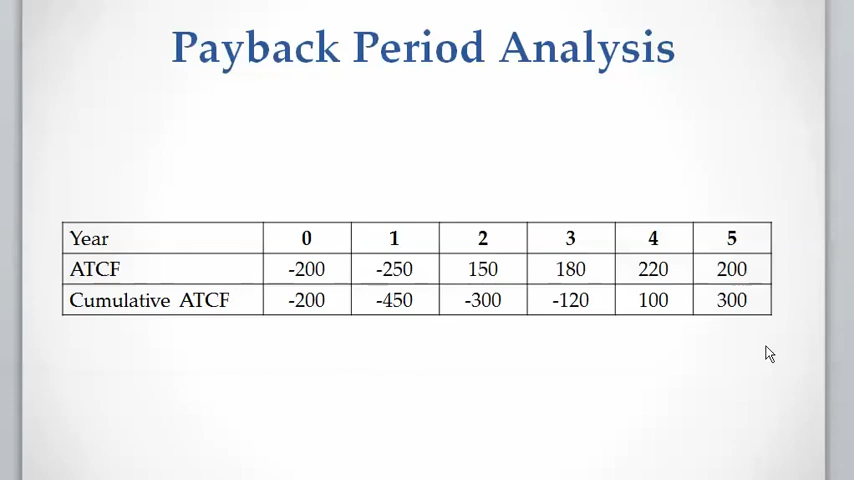 Payback Period Analysis
Year 0 1 2 3 4 5
ATCF -200 -250 150 180 220 200
Cumulative ATCF -200 -450 -300 -120 100 300